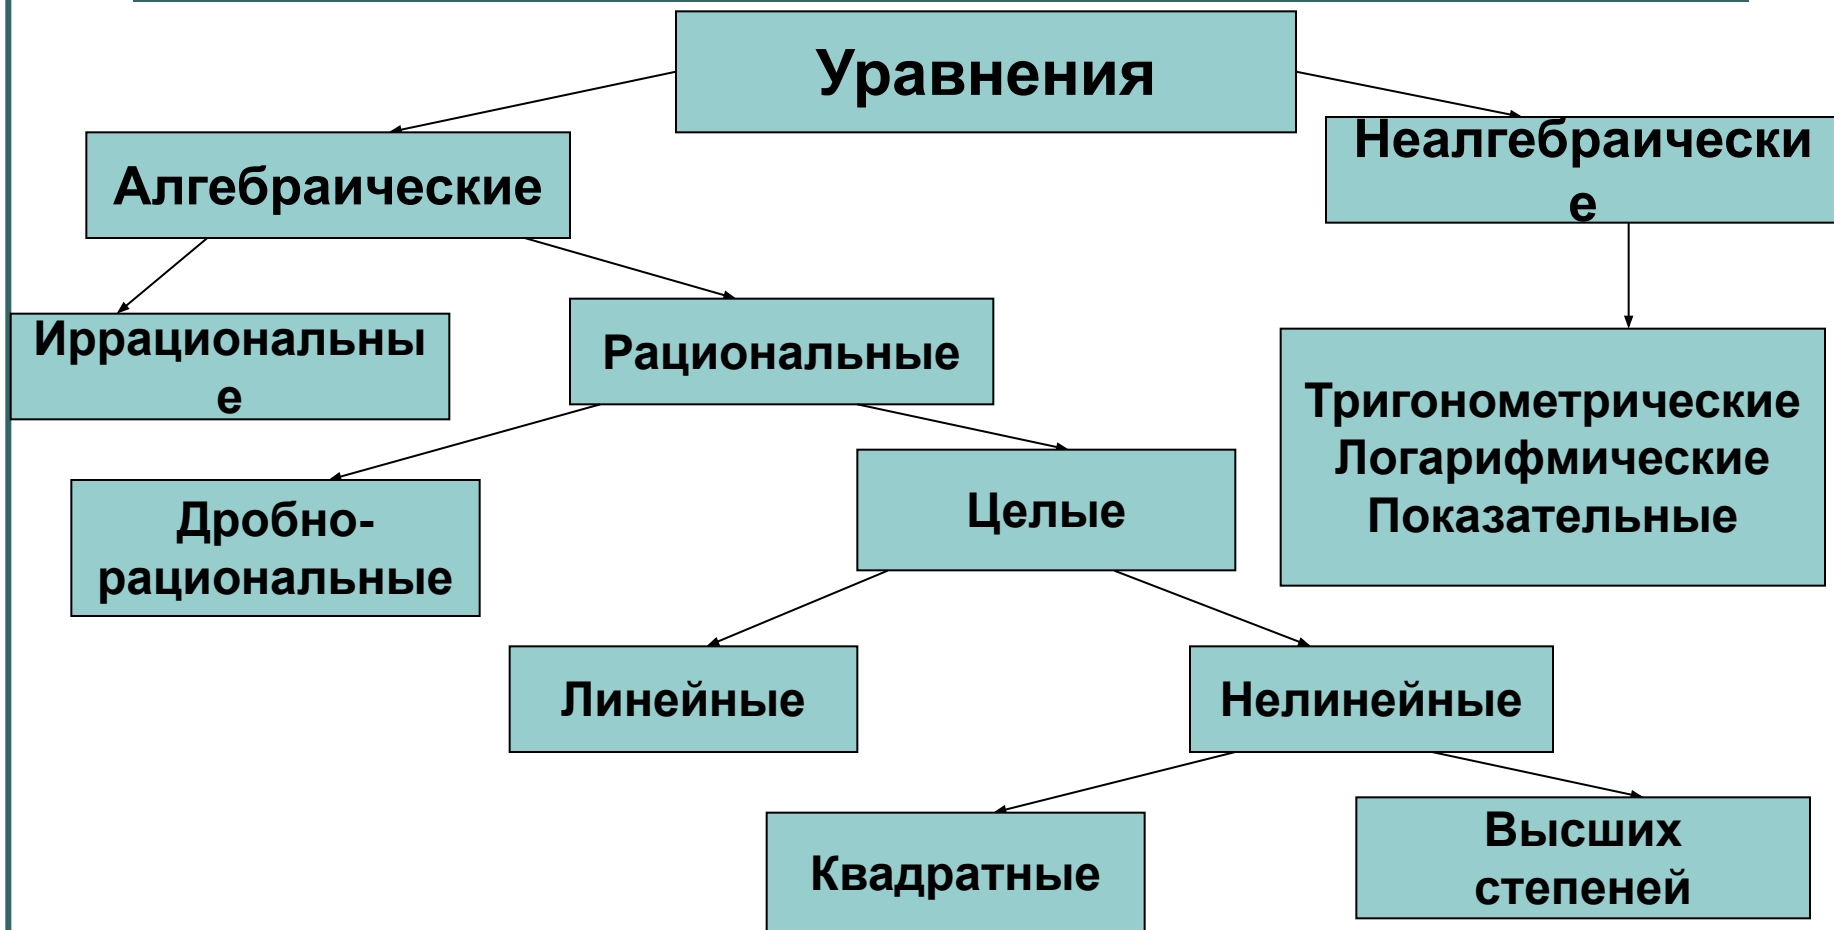 Уравнения
Алгебраические
Неалгебраически
е
Иррациональны
е
Рациональные
Тригонометрические
Логарифмические
Показательные
Дробно-
рациональные
Целые
Линейные
Нелинейные
Квадратные
Высших
степеней